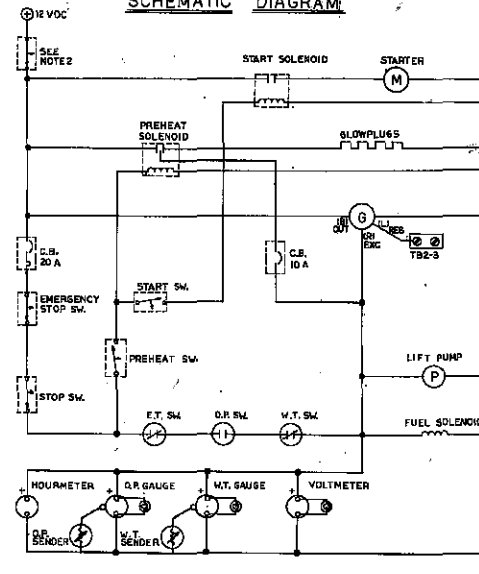 SCHEMATIC DIAGRAM
12 VDC
SEE
NOTE 2
START SOLENOID
STARTER
M
PREHEAT
SOLENOID
GLOWPLUGS
G
(B)
OUT
(R)
EXC
(L)
REG
TB2-3
C.B.
20 A
C.B.
10 A
START SW.
EMERGENCY
STOP SW.
PREHEAT SW.
LIFT PUMP
P
STOP SW.
E.T. SW.
O.P. SW.
W.T. SW.
FUEL SOLENOID
HOURMETER
O.P. GAUGE
W.T. GAUGE
VOLTMETER
O.P.
SENDER
W.T.
SENDER